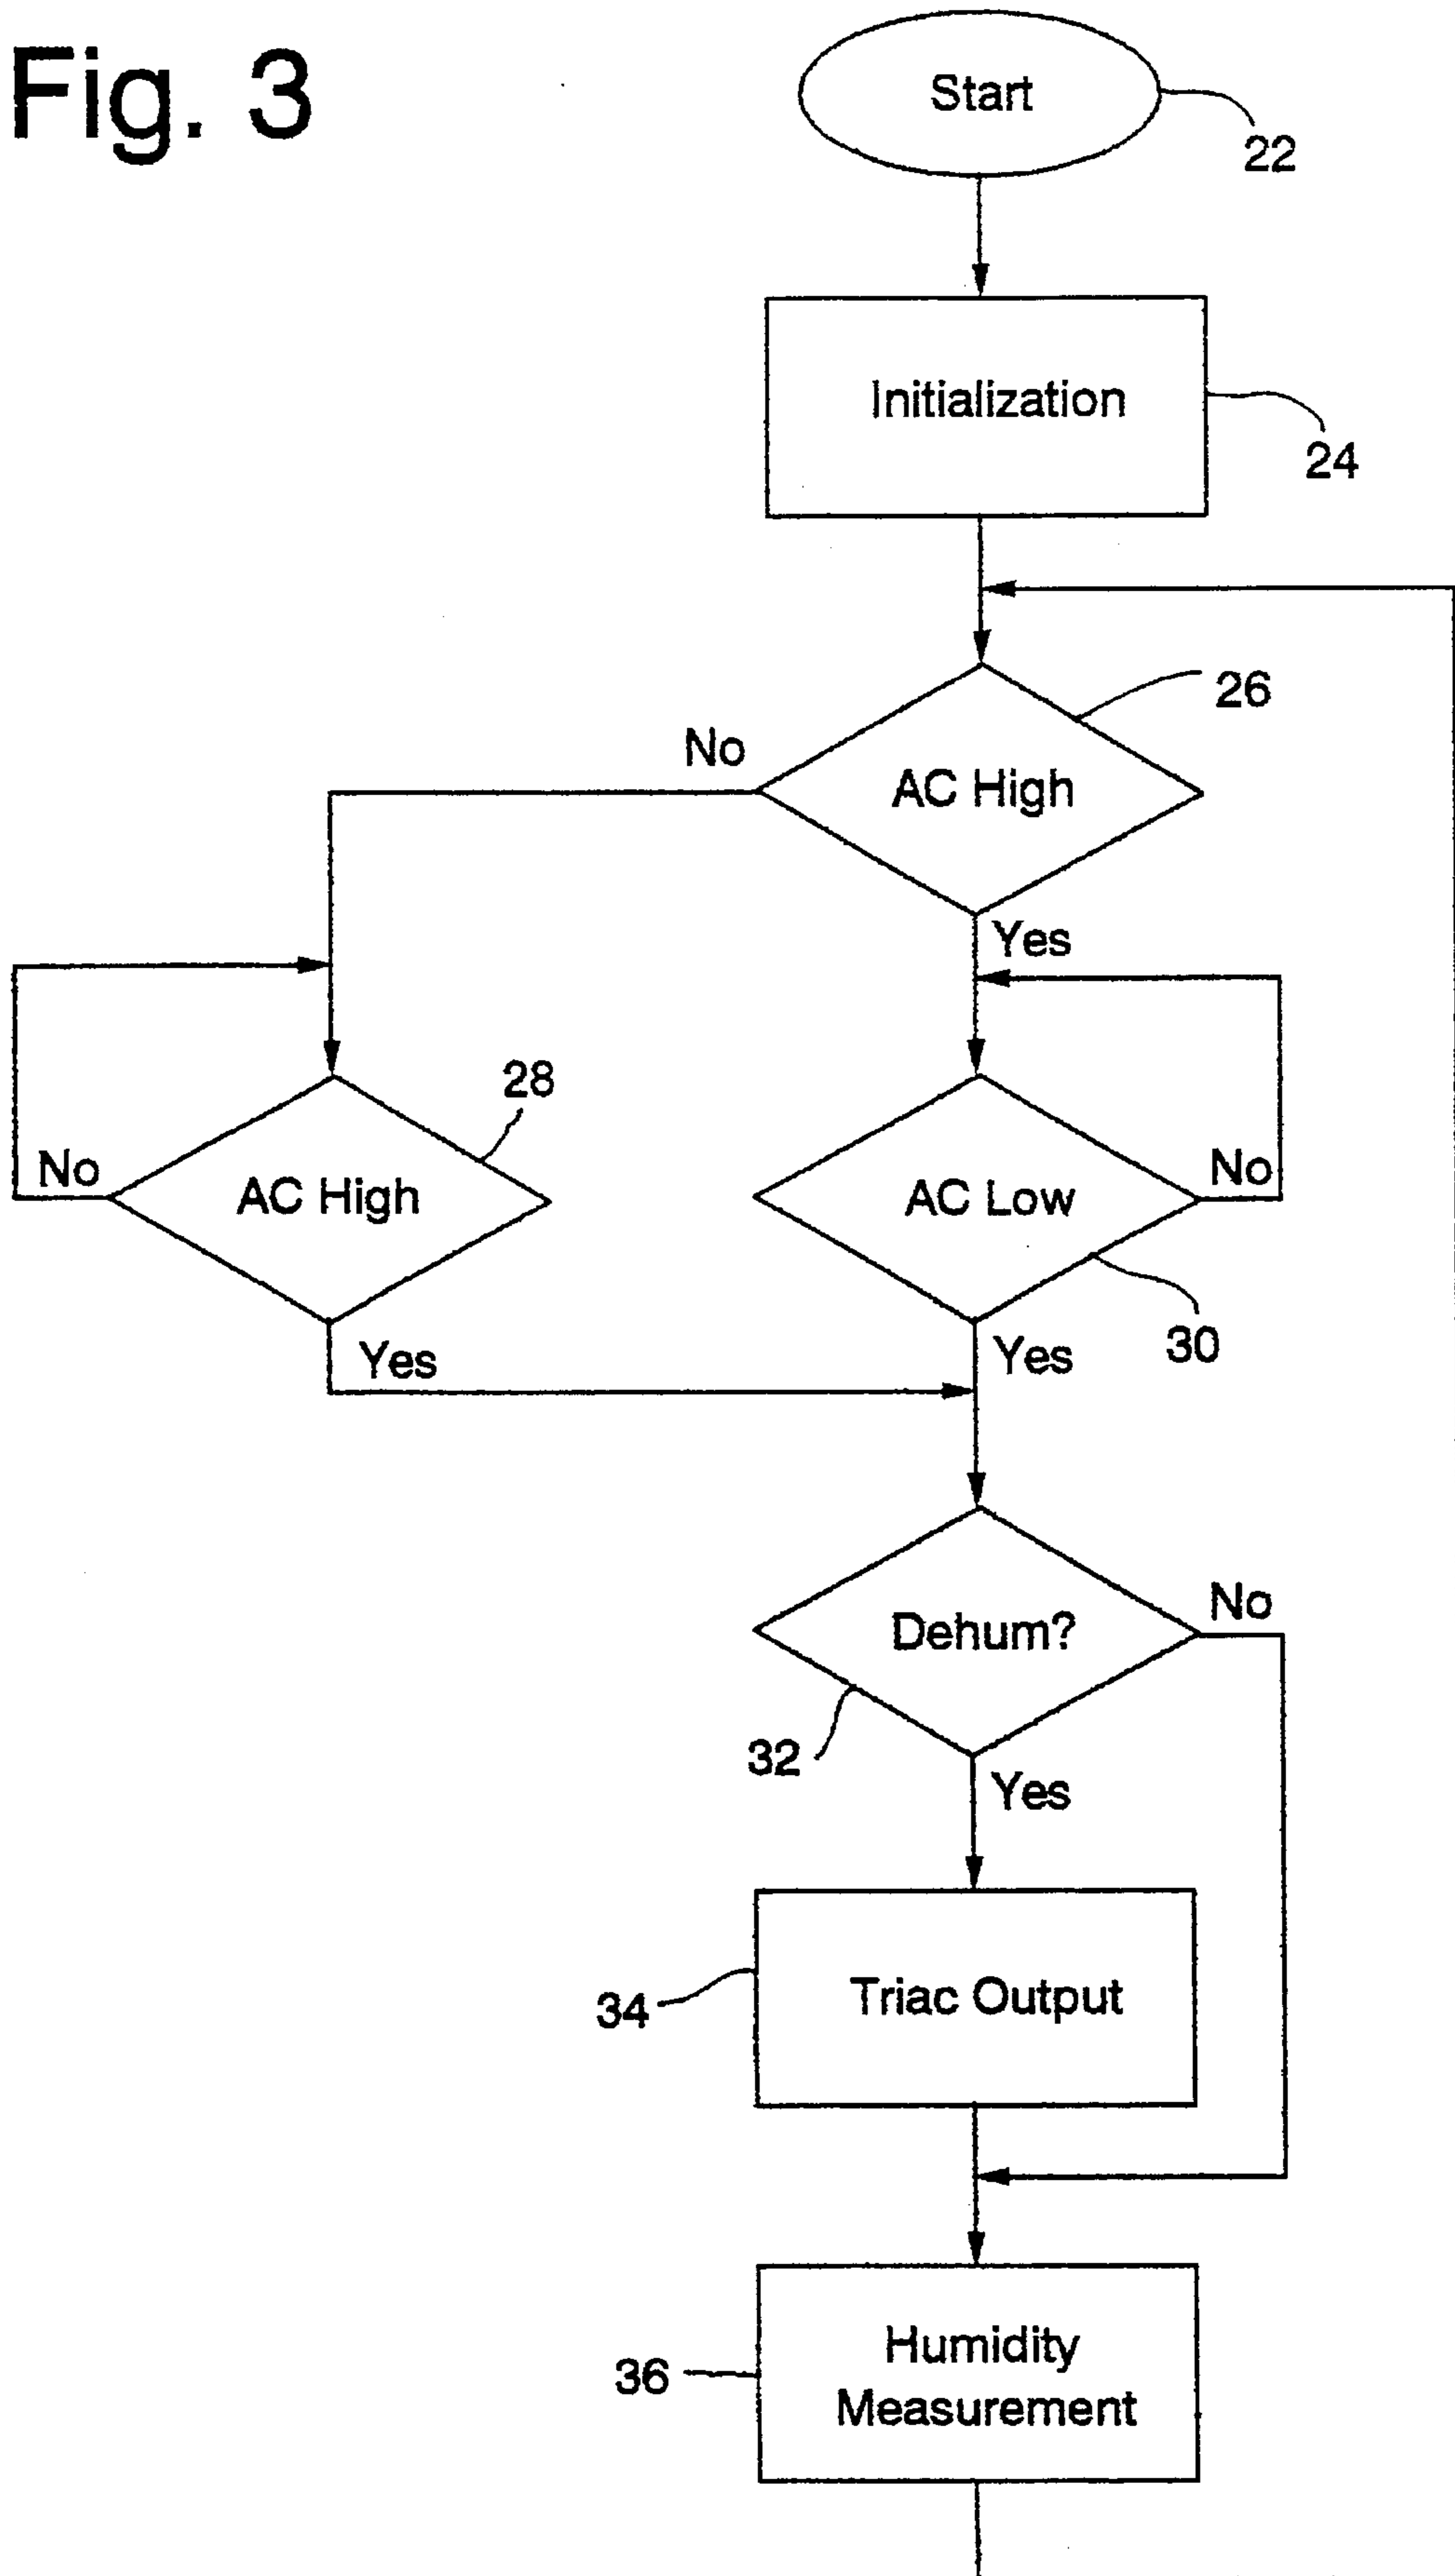 Fig. 3
Start
22
Initialization
24
26
No
AC High
Yes
28
No
AC High
AC Low
No
30
Yes
Yes
Dehum?
No
32
Yes
34
Triac Output
36
Humidity
Measurement